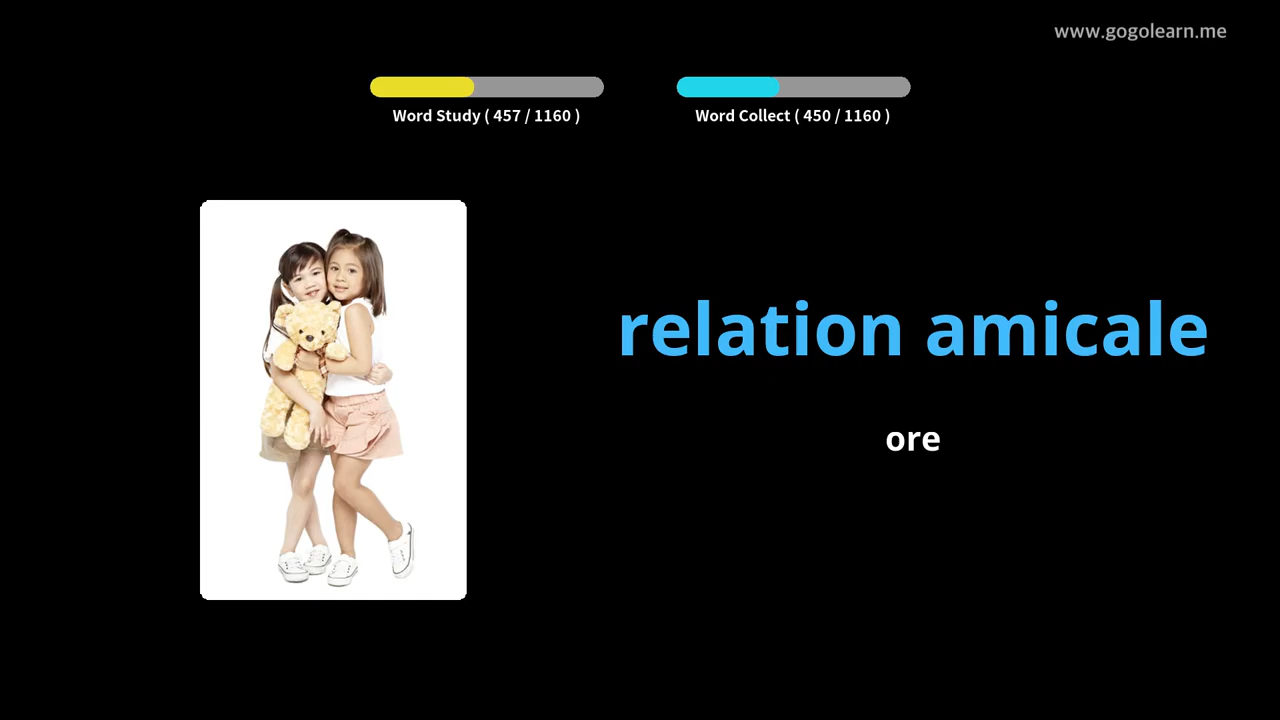 www.gogolearn.me
Word Study ( 457 / 1160 )
Word Collect ( 450 / 1160 )
relation amicale
ore